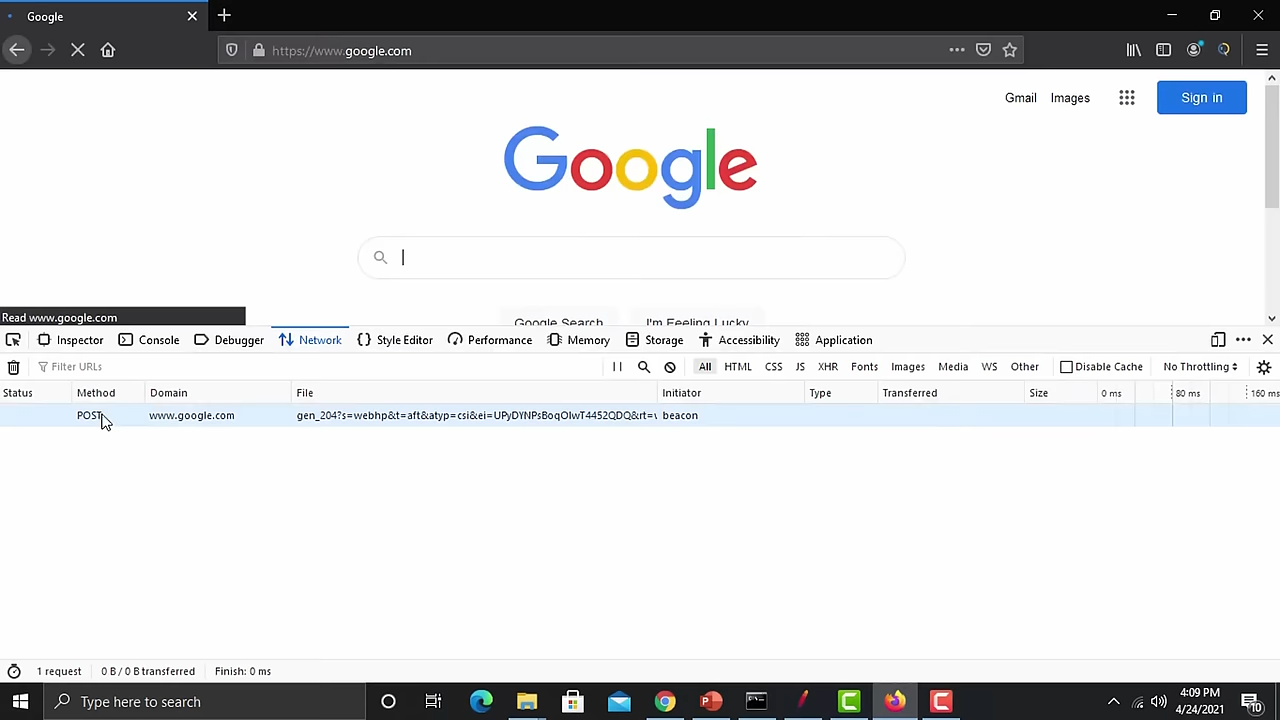 Google
https://www.google.com
Gmail Images Sign in
Google
Google Search I'm Feeling Lucky
Read www.google.com
Inspector Console Debugger Network Style Editor Performance Memory Storage Accessibility Application
Filter URLs All HTML CSS JS XHR Fonts Images Media WS Other Disable Cache No Throttling
Status Method Domain File Initiator Type Transferred Size 0 ms 80 ms 160 ms
POST www.google.com gen_204?s=webhp&t=aft&atyp=csi&ei=UPyDYNPsBoqOlwT4452QDQ&rt= beacon
1 request 0 B / 0 B transferred Finish: 0 ms
Type here to search
4:09 PM
4/24/2021
10